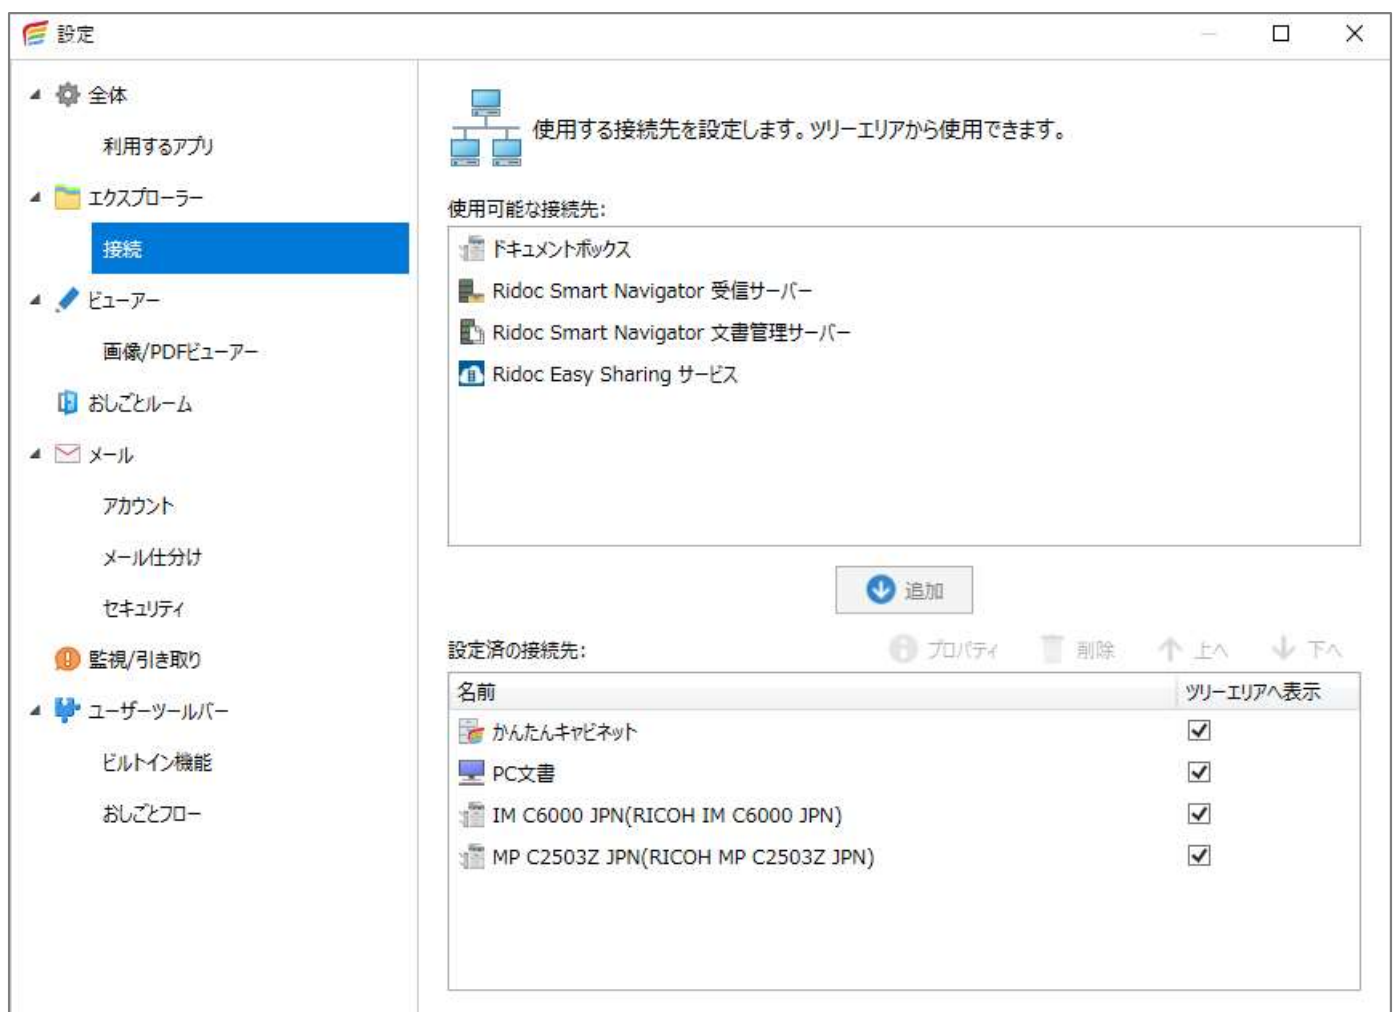 設定
全体
利用するアプリ
エクスプローラー
接続
ビューアー
画像/PDFビューアー
おしごとルーム
メール
アカウント
メール仕分け
セキュリティ
監視/引き取り
ユーザーツールバー
ビルトイン機能
おしごとフロー
使用する接続先を設定します。ツリーエリアから使用できます。
使用可能な接続先:
ドキュメントボックス
Ridoc Smart Navigator 受信サーバー
Ridoc Smart Navigator 文書管理サーバー
Ridoc Easy Sharing サービス
追加
設定済の接続先: プロパティ 削除 上へ 下へ
名前 ツリーエリアへ表示
かんたんキャビネット
PC文書
IM C6000 JPN(RICOH IM C6000 JPN)
MP C2503Z JPN(RICOH MP C2503Z JPN)